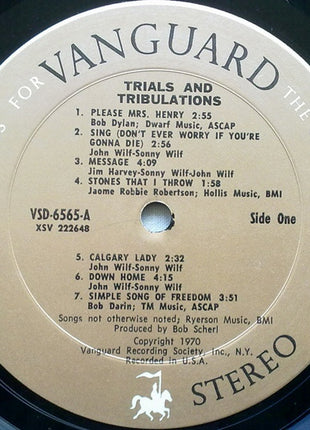 S FOR VANGUARD THE
TRIALS AND
TRIBULATIONS
1. PLEASE MRS. HENRY 2:55
Bob Dylan; Dwarf Music, ASCAP
2. SING (DON'T EVER WORRY IF YOU'RE
GONNA DIE) 2:56
John Wilf-Sonny Wilf
3. MESSAGE 4:09
Jim Harvey-Sonny Wilf-John Wilf
4. STONES THAT I THROW 1:58
Jaome Robbie Robertson; Hollis Music, BMI
VSD-6565-A
XSV 222648
Side One
5. CALGARY LADY 2:32
John Wilf-Sonny Wilf
6. DOWN HOME 4:15
John Wilf-Sonny Wilf
7. SIMPLE SONG OF FREEDOM 3:51
Bob Darin; TM Music, ASCAP
Songs not otherwise noted; Ryerson Music, BMI
Produced by Bob Scherl
Copyright 1970
Vanguard Recording Society, Inc., N.Y.
Recorded in U.S.A.
STEREO